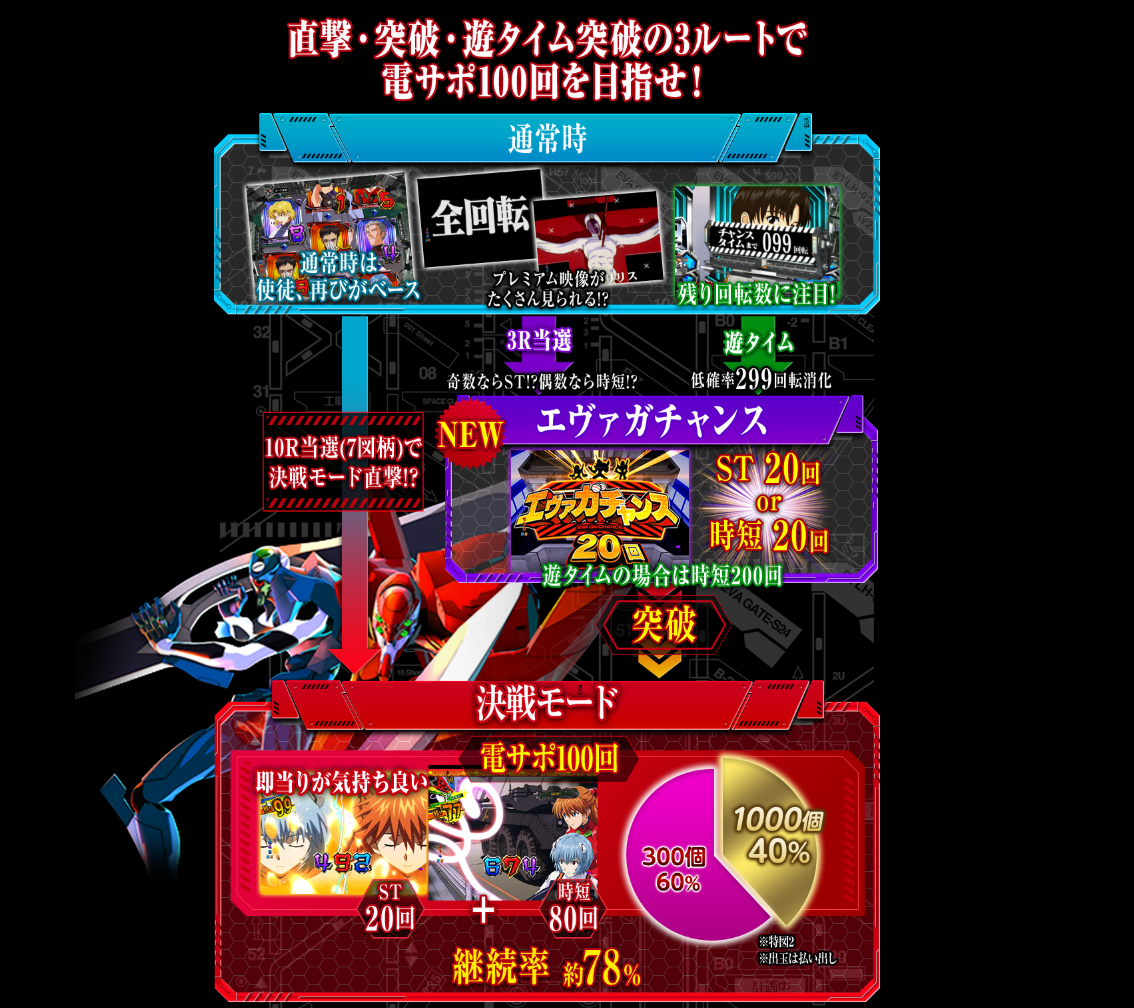 直撃・突破・遊タイム突破の3ルートで
電サポ100回を目指せ!
通常時
通常時は
使徒、再びがベース
全回転
プレミアム映像が
たくさん見られる!?
チャンス
タイムまで 099回転
残り回転数に注目!
3R当選
奇数ならST!?偶数なら時短!?
遊タイム
低確率299回転消化
10R当選(7図柄)で
決戦モード直撃!?
NEW
エヴァガチャンス
エヴァガチャンス
EVA GACHANCE
20回
ST 20回
or
時短 20回
遊タイムの場合は時短200回
突破
決戦モード
電サポ100回
即当りが気持ち良い
99
492
77
674
ST
20回
+
時短
80回
1000個
40%
300個
60%
※特図2
※出玉は払い出し
継続率 約78%